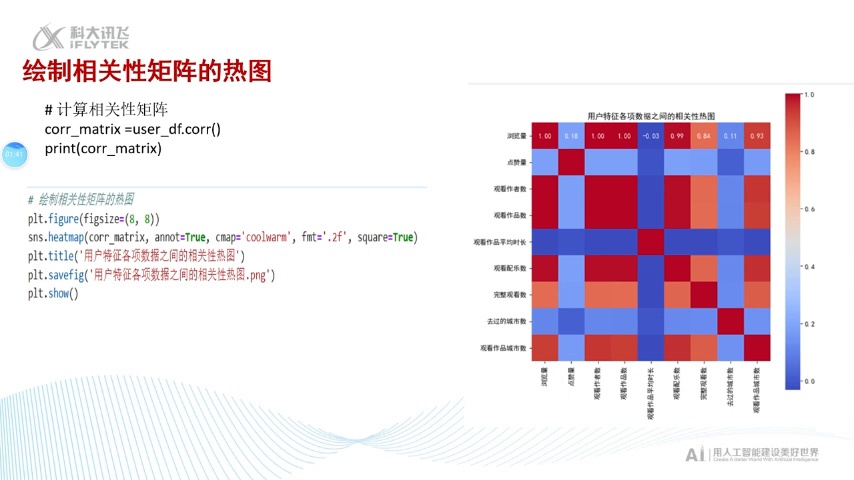 科大讯飞
iFLYTEK
绘制相关性矩阵的热图
# 计算相关性矩阵
corr_matrix =user_df.corr()
print(corr_matrix)
01:41
# 绘制相关性矩阵的热图
plt.figure(figsize=(8, 8))
sns.heatmap(corr_matrix, annot=True, cmap='coolwarm', fmt='.2f', square=True)
plt.title('用户特征各项数据之间的相关性热图')
plt.savefig('用户特征各项数据之间的相关性热图.png')
plt.show()
用户特征各项数据之间的相关性热图
浏览量 1.00 0.18 1.00 1.00 -0.03 0.99 0.84 0.11 0.93
点赞量
观看作者数
观看作品数
观看作品平均时长
观看配乐数
完整观看数
去过的城市数
观看作品城市数
浏览量
点赞量
观看作者数
观看作品数
观看作品平均时长
观看配乐数
完整观看数
去过的城市数
观看作品城市数
1.0
0.8
0.6
0.4
0.2
0.0
AI 用人工智能建设美好世界
Create A Better World With Artificial Intelligence